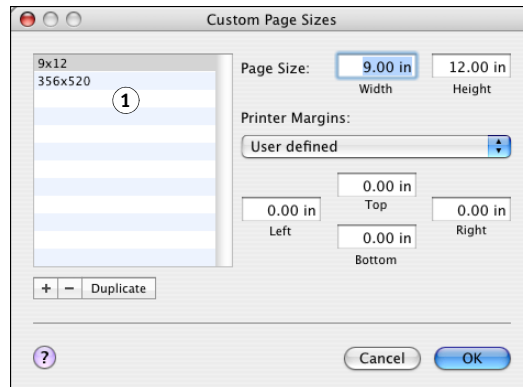 Custom Page Sizes
9x12
356x520
1
Page Size:
9.00 in
12.00 in
Width
Height
Printer Margins:
User defined
0.00 in
Top
0.00 in
Left
0.00 in
Right
0.00 in
Bottom
+ − Duplicate
?
Cancel
OK